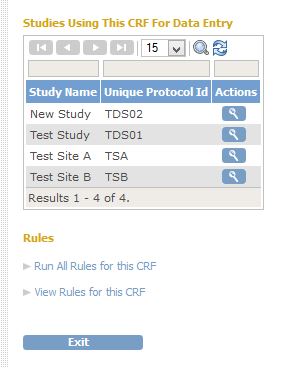 Studies Using This CRF For Data Entry
15
Study Name Unique Protocol Id Actions
New Study TDS02
Test Study TDS01
Test Site A TSA
Test Site B TSB
Results 1 - 4 of 4.
Rules
Run All Rules for this CRF
View Rules for this CRF
Exit